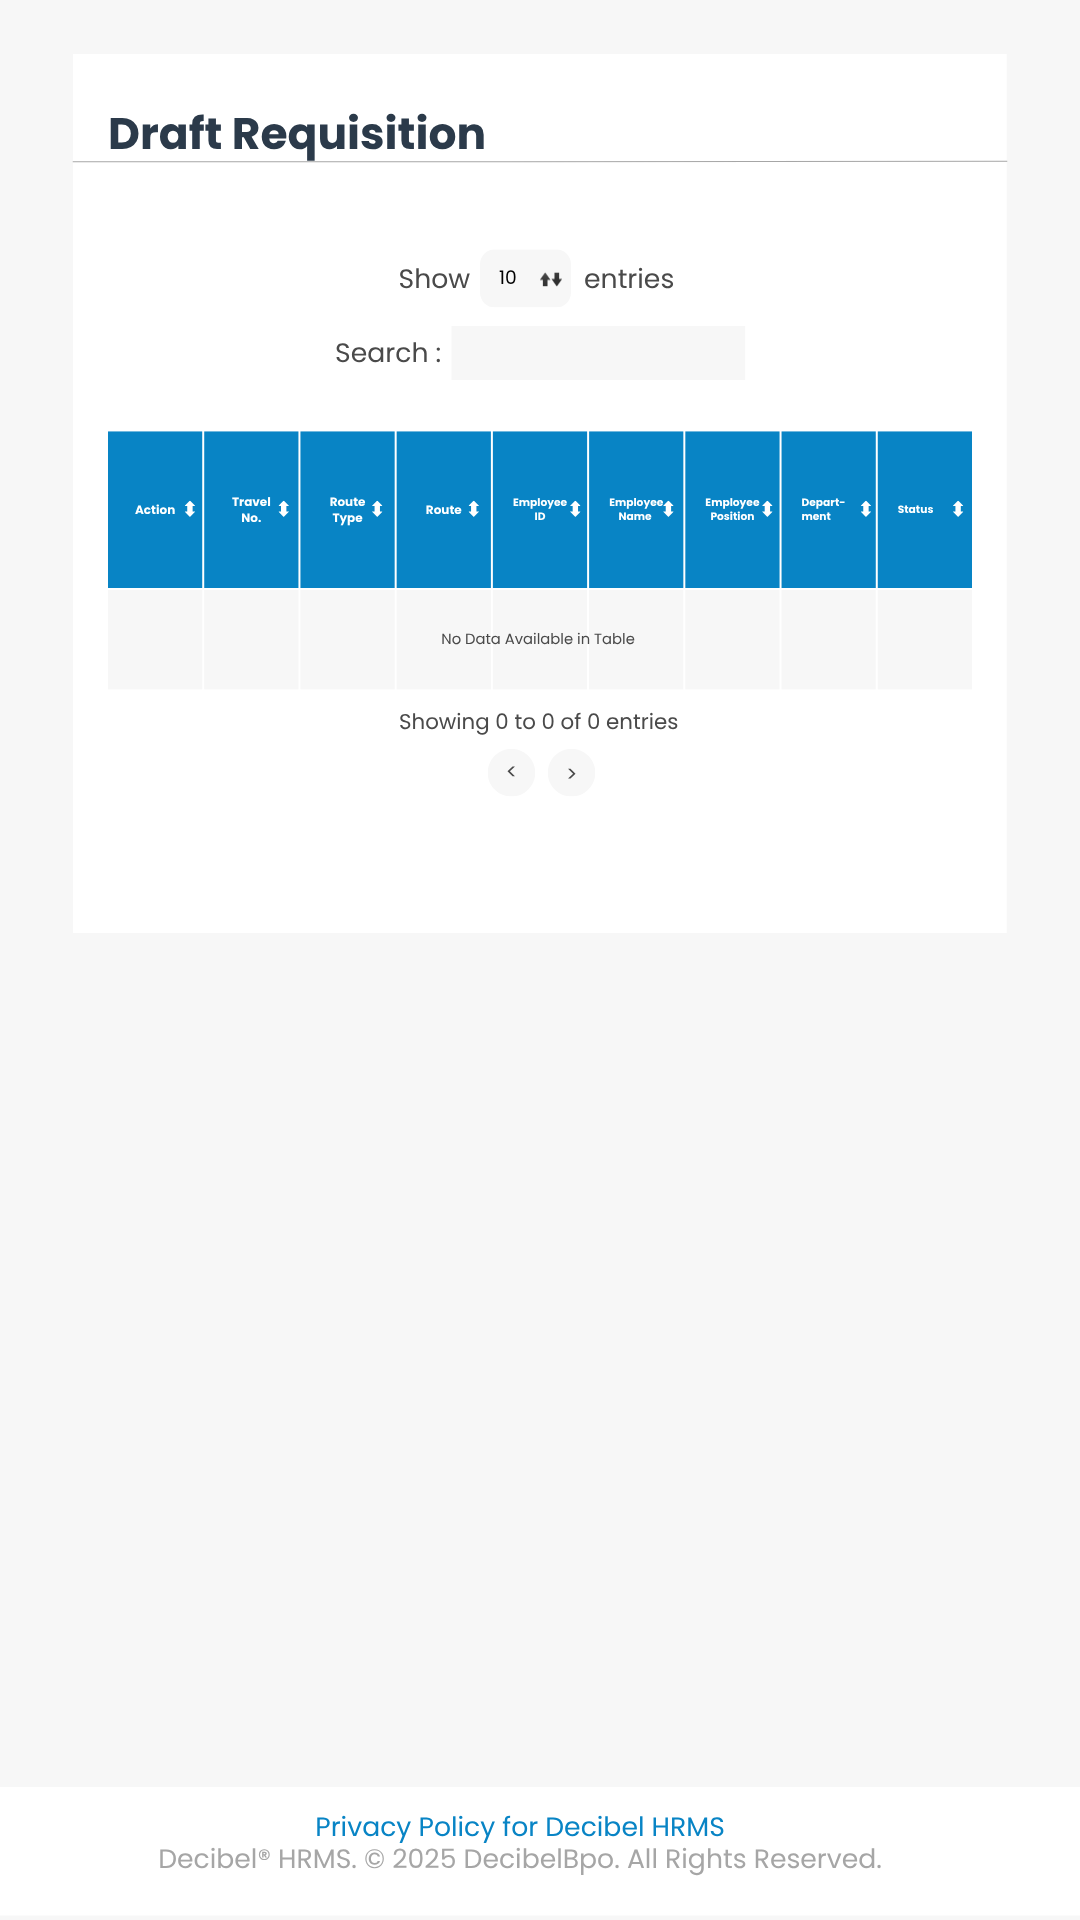 Draft Requisition
Show 10 entries
Search :
Action
Travel No.
Route Type
Route
Employee ID
Employee Name
Employee Position
Depart-ment
Status
No Data Available in Table
Showing 0 to 0 of 0 entries
< >
Privacy Policy for Decibel HRMS
Decibel® HRMS. © 2025 DecibelBpo. All Rights Reserved.